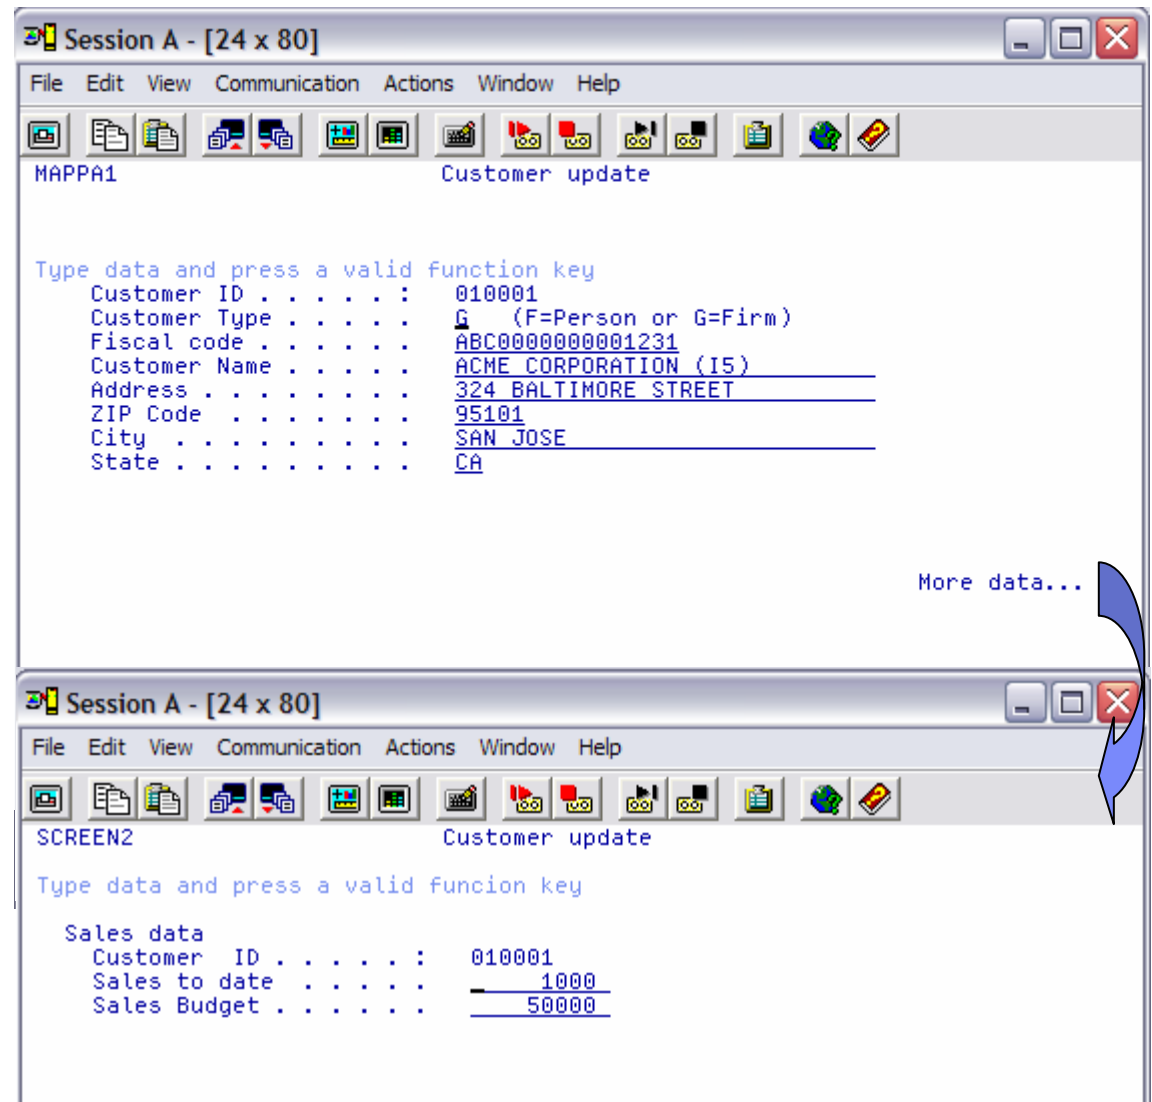 Session A - [24 x 80]
File Edit View Communication Actions Window Help
MAPPA1 Customer update
Type data and press a valid function key
Customer ID . . . . . : 010001
Customer Type . . . . . G (F=Person or G=Firm)
Fiscal code . . . . . . ABC0000000001231
Customer Name . . . . . ACME CORPORATION (I5)
Address . . . . . . . . 324 BALTIMORE STREET
ZIP Code . . . . . . . 95101
City . . . . . . . . . SAN JOSE
State . . . . . . . . . CA
More data...
Session A - [24 x 80]
File Edit View Communication Actions Window Help
SCREEN2 Customer update
Type data and press a valid funcion key
Sales data
Customer ID . . . . . : 010001
Sales to date . . . . . 1000
Sales Budget . . . . . . 50000